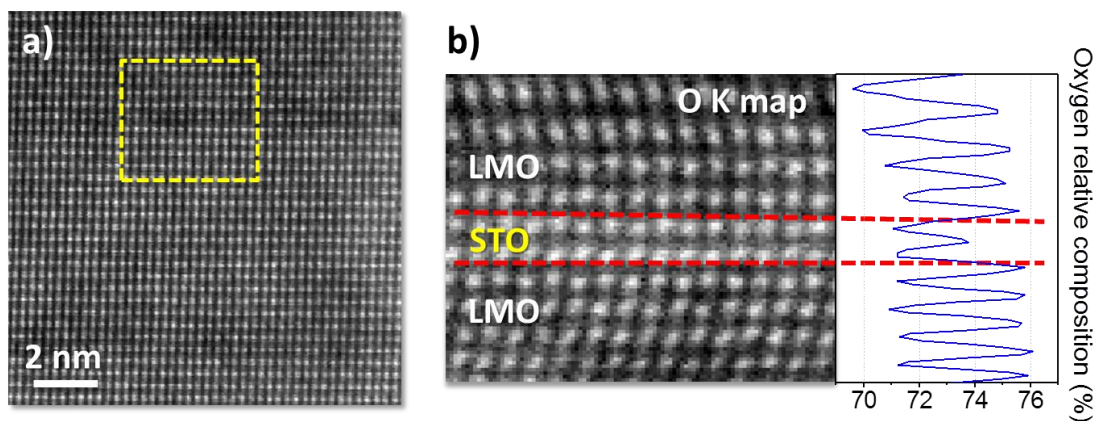 a)
2 nm
b)
O K map
LMO
STO
LMO
70 72 74 76
Oxygen relative composition (%)